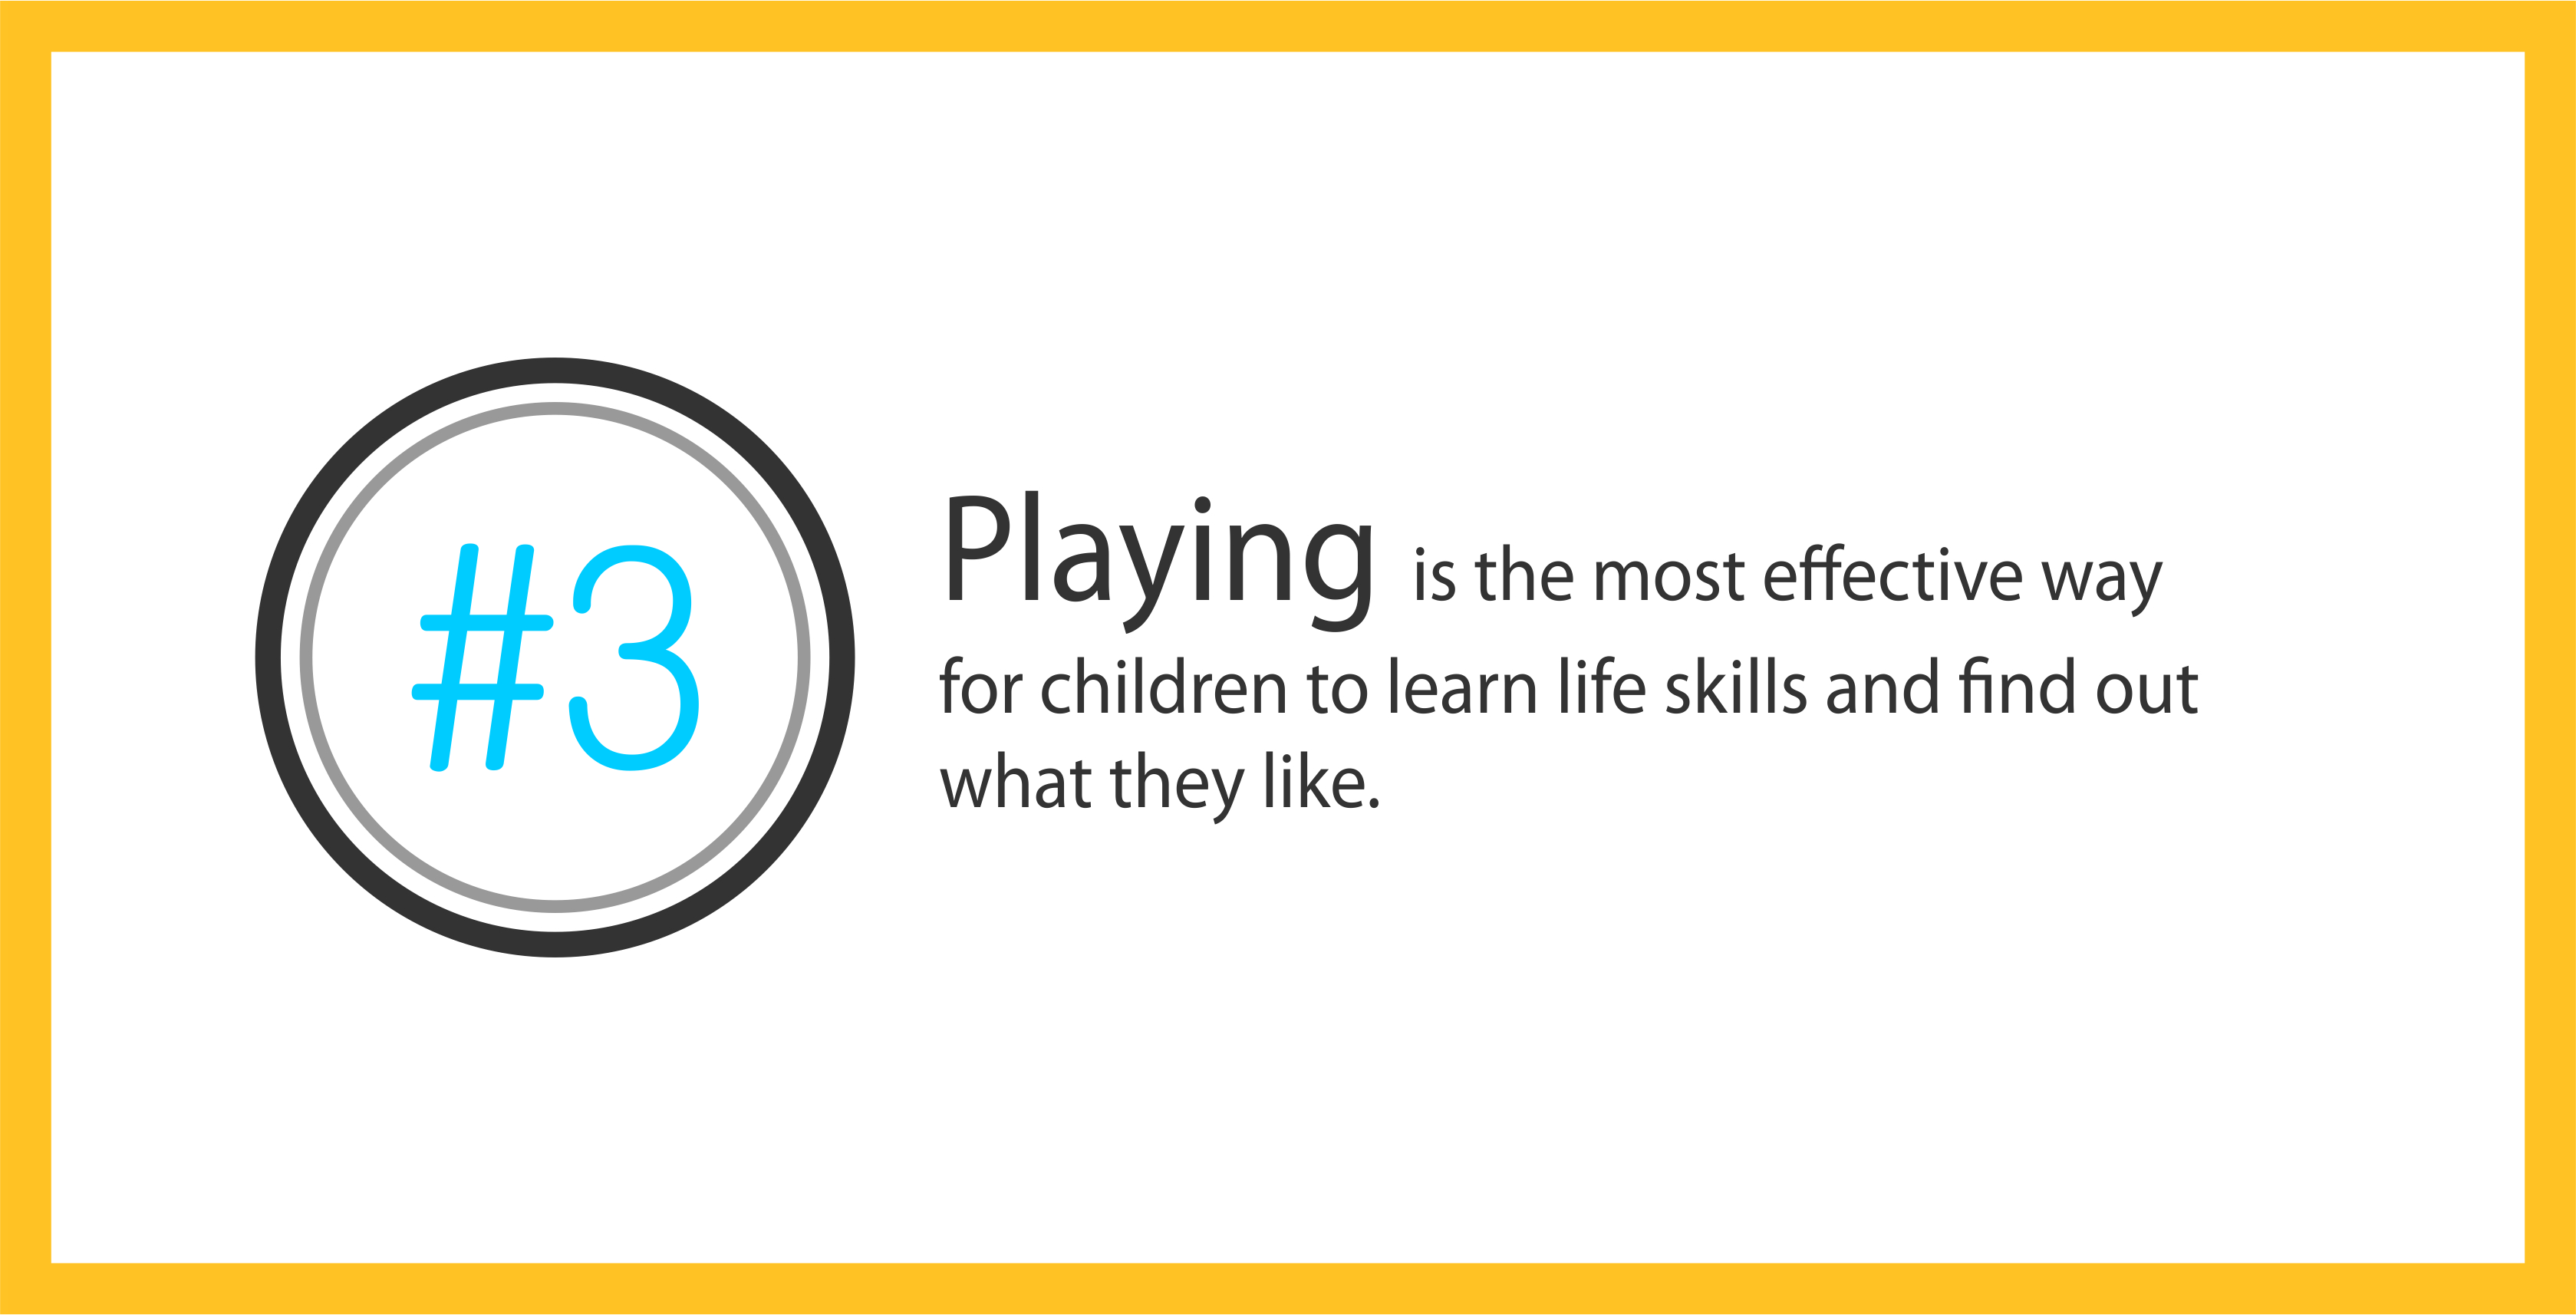 #3
Playing is the most effective way
for children to learn life skills and find out
what they like.